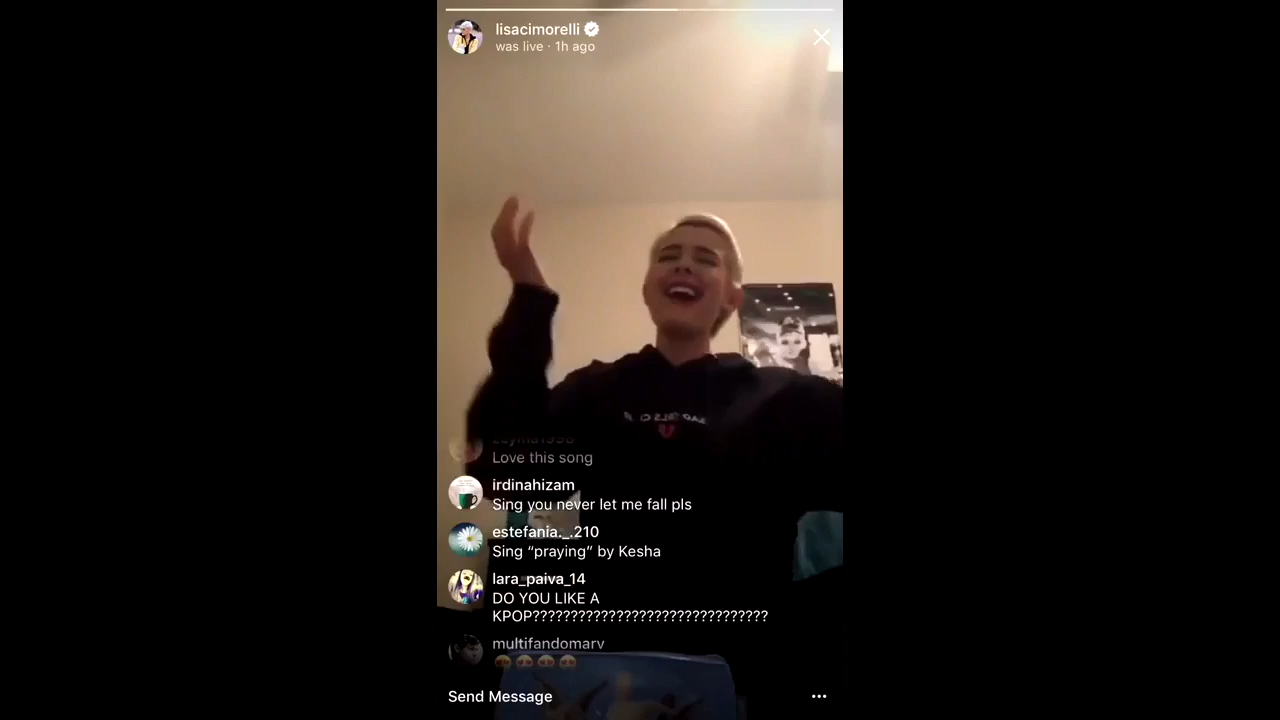 lisacimorelli
was live · 1h ago
Love this song
irdinahizam
Sing you never let me fall pls
estefania._.210
Sing “praying” by Kesha
lara_paiva_14
DO YOU LIKE A
KPOP???????????????????????????????
multifandomary
Send Message